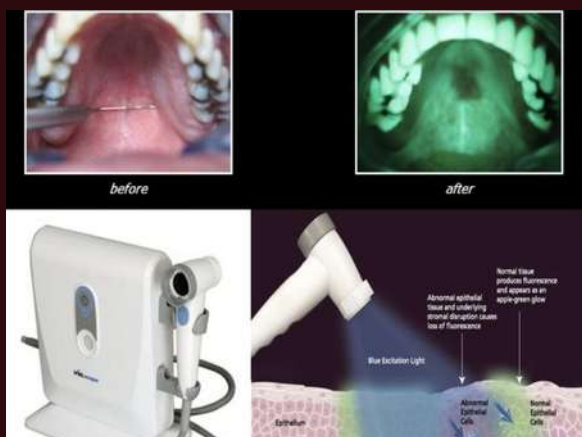 before
after
Abnormal epithelial
tissue and underlying
stromal disruption causes
loss of fluorescence
Normal tissue
produces fluorescence
and appears as an
apple-green glow
Blue Excitation Light
Epithelium
Abnormal
Epithelial
Cells
Normal
Epithelial
Cells